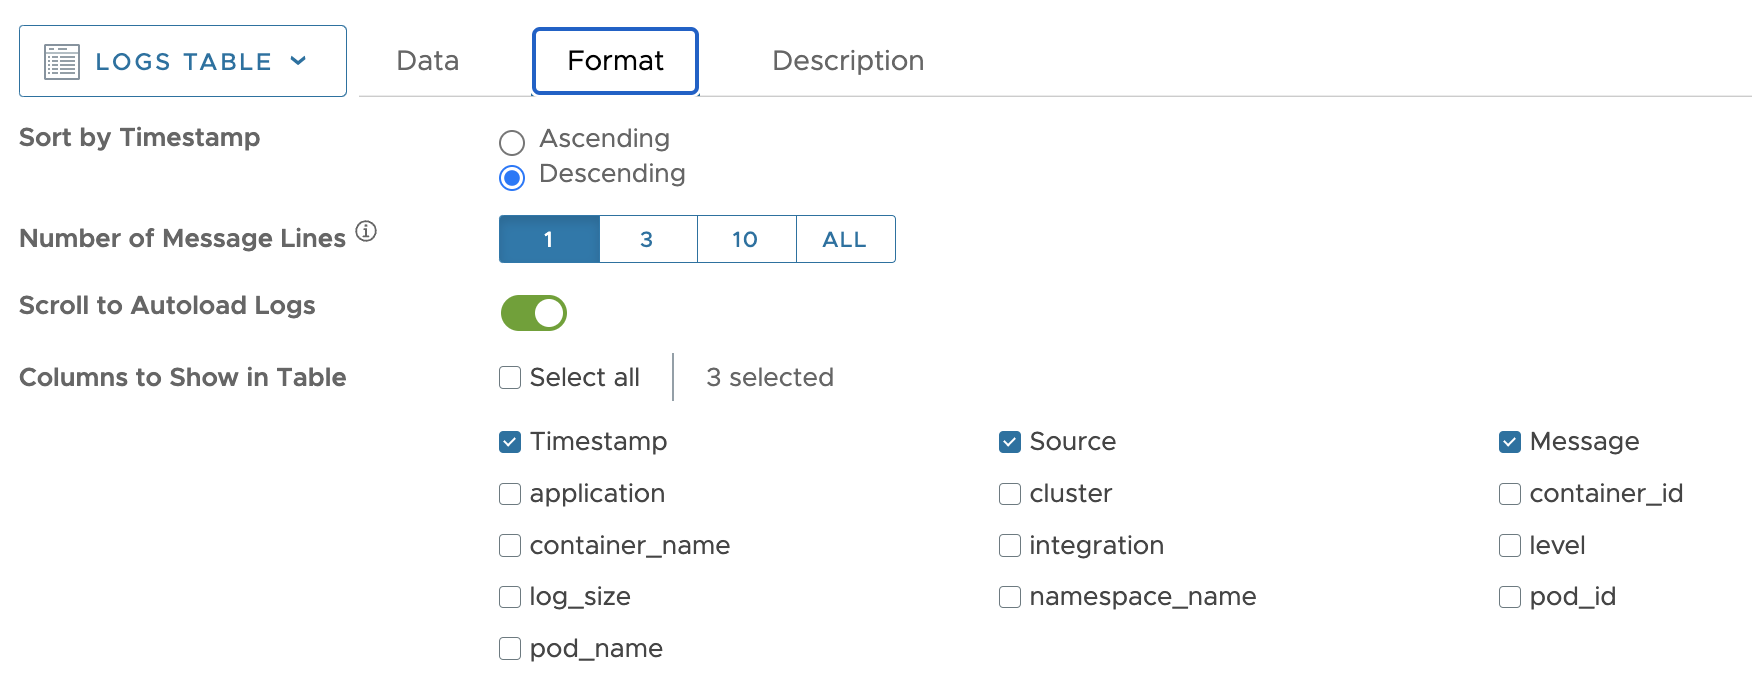 LOGS TABLE Data Format Description
Sort by Timestamp Ascending
Descending
Number of Message Lines 1 3 10 ALL
Scroll to Autoload Logs
Columns to Show in Table Select all 3 selected
Timestamp Source Message
application cluster container_id
container_name integration level
log_size namespace_name pod_id
pod_name